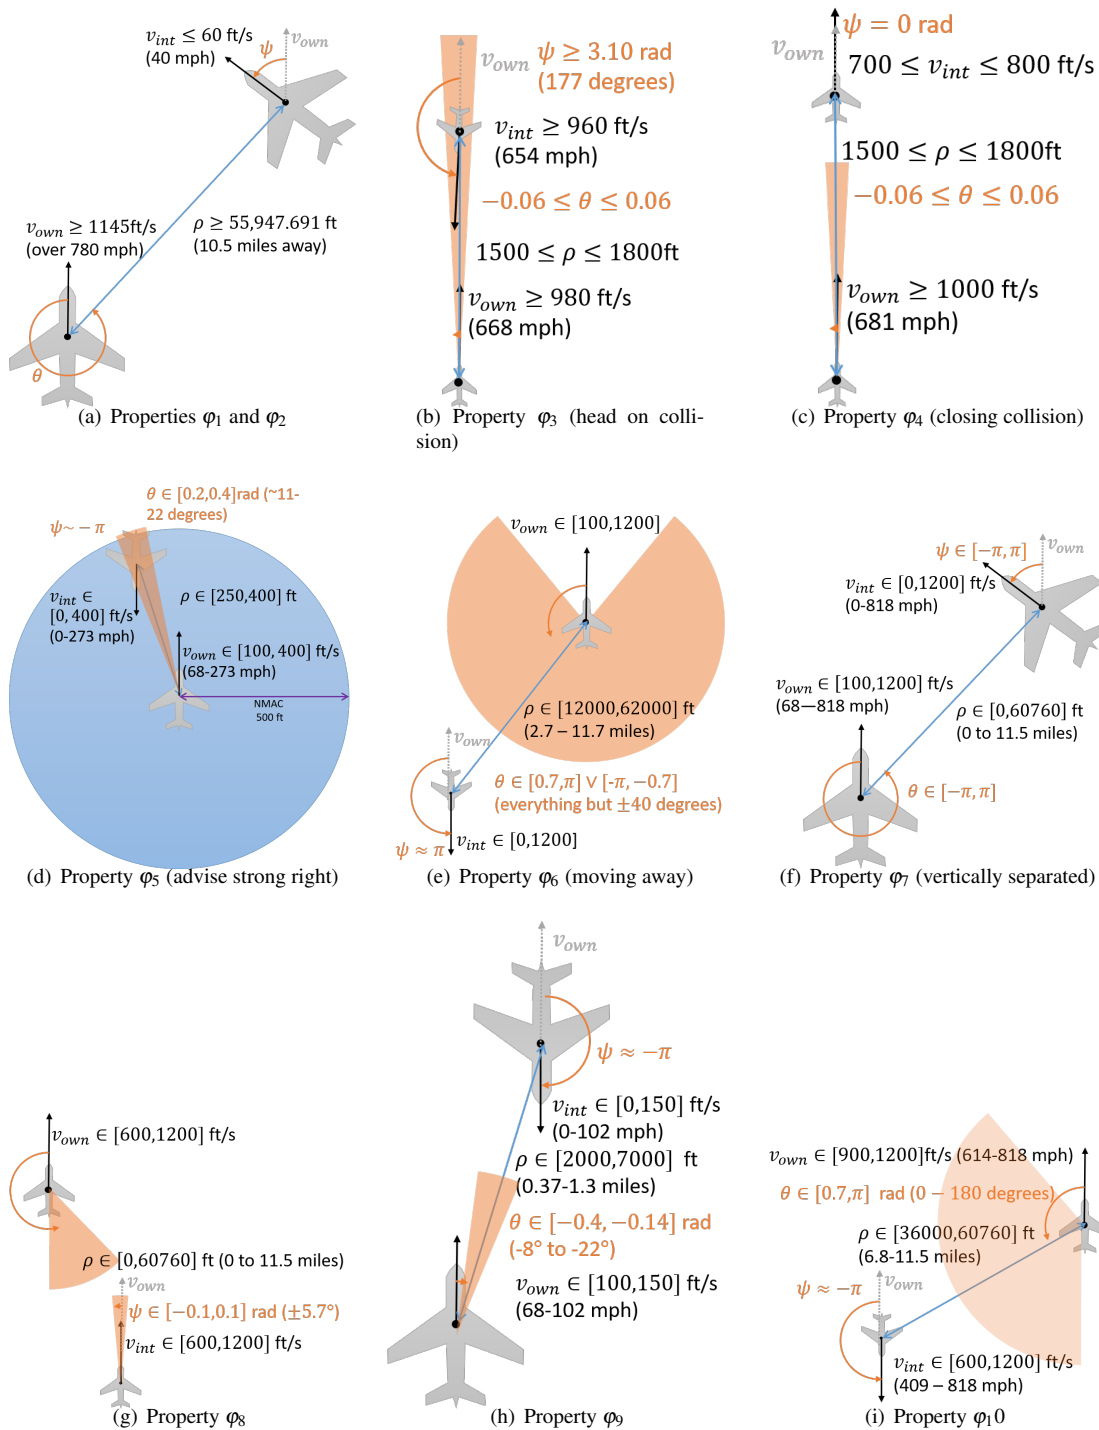 v_int ≤ 60 ft/s
(40 mph)
ψ
v_own
v_own ≥ 1145ft/s
(over 780 mph)
ρ ≥ 55,947.691 ft
(10.5 miles away)
θ
(a) Properties φ1 and φ2
v_own
ψ ≥ 3.10 rad
(177 degrees)
v_int ≥ 960 ft/s
(654 mph)
−0.06 ≤ θ ≤ 0.06
1500 ≤ ρ ≤ 1800ft
v_own ≥ 980 ft/s
(668 mph)
(b) Property φ3 (head on colli-
sion)
ψ = 0 rad
v_own
700 ≤ v_int ≤ 800 ft/s
1500 ≤ ρ ≤ 1800ft
−0.06 ≤ θ ≤ 0.06
v_own ≥ 1000 ft/s
(681 mph)
(c) Property φ4 (closing collision)
θ ∈ [0.2,0.4]rad (~11-
22 degrees)
ψ~ − π
v_int ∈
[0, 400] ft/s
(0-273 mph)
ρ ∈ [250,400] ft
v_own ∈ [100, 400] ft/s
(68-273 mph)
NMAC
500 ft
(d) Property φ5 (advise strong right)
v_own ∈ [100,1200]
ρ ∈ [12000,62000] ft
(2.7 – 11.7 miles)
v_own
θ ∈ [0.7,π] ∨ [-π, −0.7]
(everything but ±40 degrees)
v_int ∈ [0,1200]
ψ ≈ π
(e) Property φ6 (moving away)
ψ ∈ [−π,π]
v_own
v_int ∈ [0,1200] ft/s
(0-818 mph)
v_own ∈ [100,1200] ft/s
(68—818 mph)
ρ ∈ [0,60760] ft
(0 to 11.5 miles)
θ ∈ [−π,π]
(f) Property φ7 (vertically separated)
v_own ∈ [600,1200] ft/s
ρ ∈ [0,60760] ft (0 to 11.5 miles)
v_own
ψ ∈ [−0.1,0.1] rad (±5.7°)
v_int ∈ [600,1200] ft/s
(g) Property φ8
v_own
ψ ≈ −π
v_int ∈ [0,150] ft/s
(0-102 mph)
ρ ∈ [2000,7000] ft
(0.37-1.3 miles)
θ ∈ [−0.4, −0.14] rad
(-8° to -22°)
v_own ∈ [100,150] ft/s
(68-102 mph)
(h) Property φ9
v_own ∈ [900,1200]ft/s (614-818 mph)
θ ∈ [0.7,π] rad (0 − 180 degrees)
ρ ∈ [36000,60760] ft
(6.8-11.5 miles)
ψ ≈ −π
v_own
v_int ∈ [600,1200] ft/s
(409 – 818 mph)
(i) Property φ10